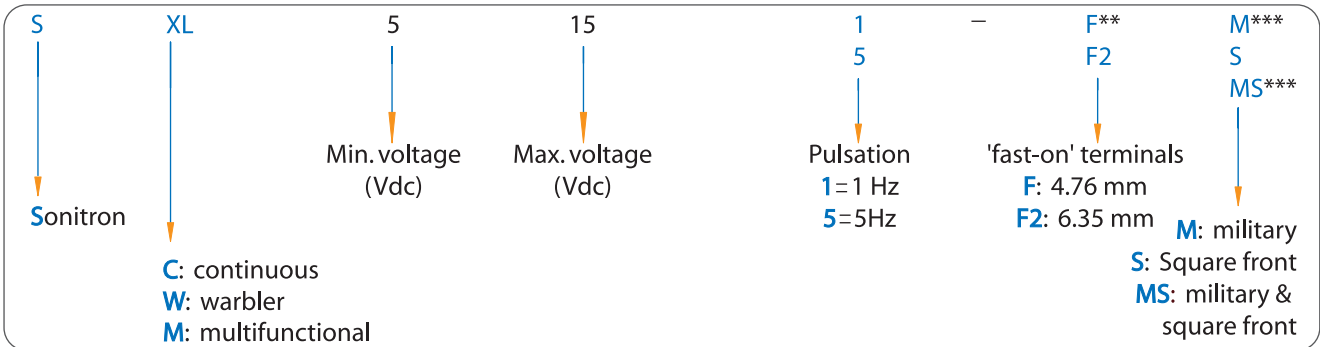 S XL 5 15 1 – F** M***
5 F2 S
MS***
Min. voltage Max. voltage Pulsation 'fast-on' terminals
(Vdc) (Vdc) 1=1 Hz F: 4.76 mm
Sonitron 5=5Hz F2: 6.35 mm
M: military
C: continuous S: Square front
W: warbler MS: military &
M: multifunctional square front